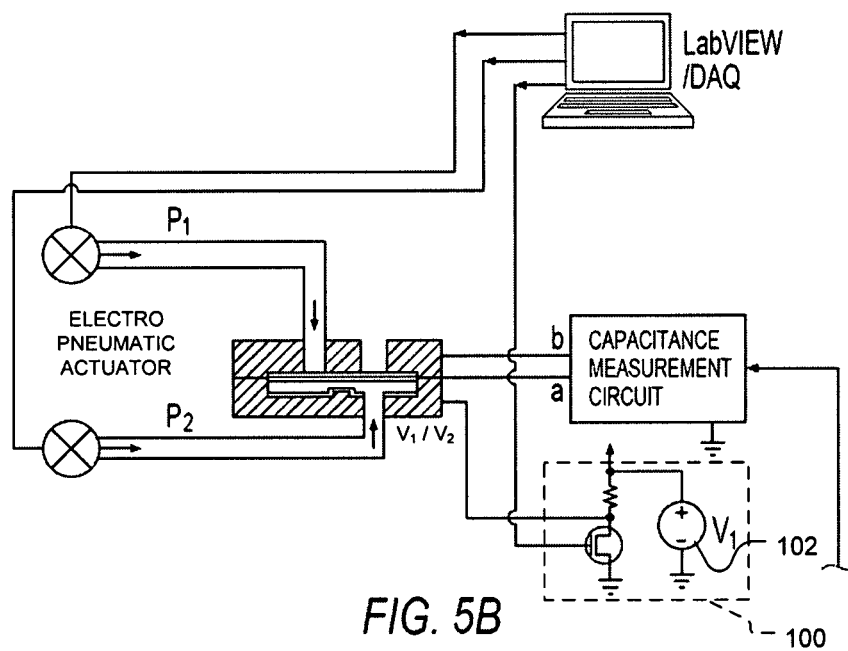 LabVIEW
/DAQ
P1
ELECTRO
PNEUMATIC
ACTUATOR
P2
V1 / V2
b
a
CAPACITANCE
MEASUREMENT
CIRCUIT
+
-
V1
102
100
FIG. 5B